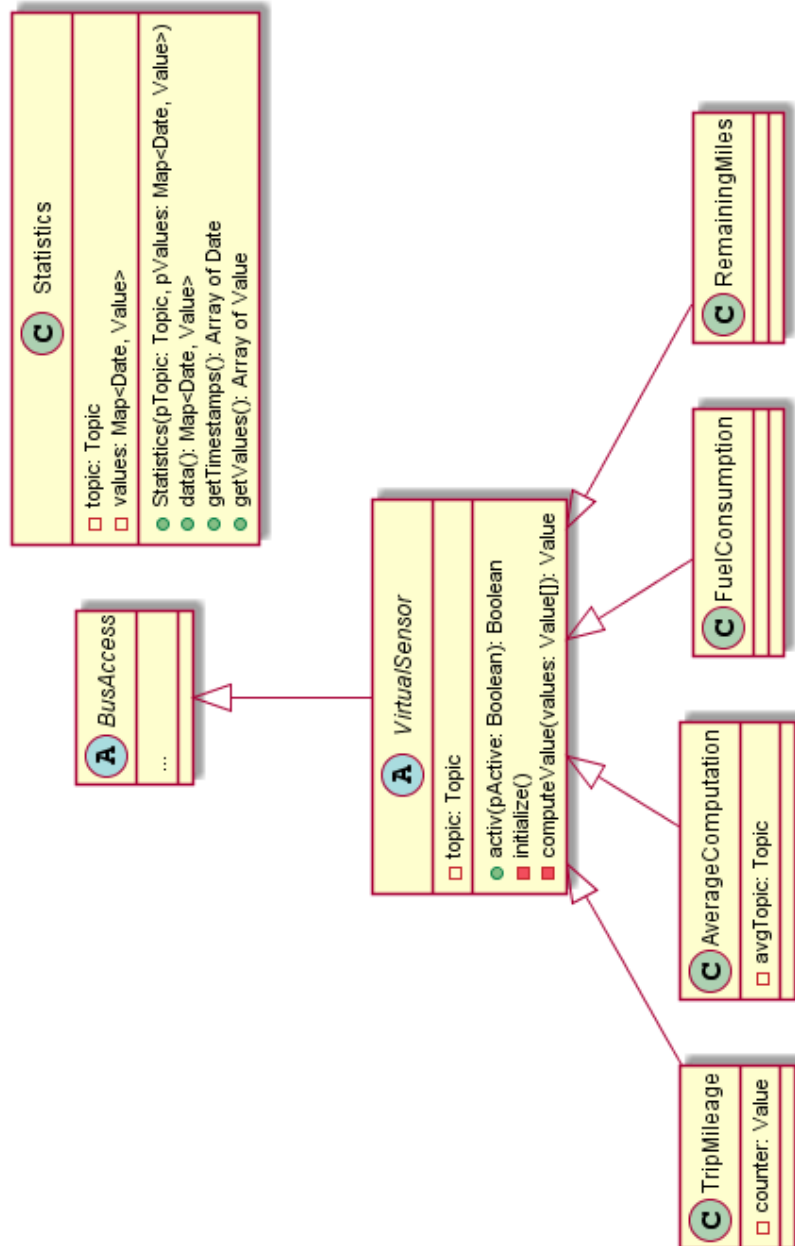 C Statistics
topic: Topic
values: Map<Date, Value>
Statistics(pTopic: Topic, pValues: Map<Date, Value>)
data(): Map<Date, Value>
getTimestamps(): Array of Date
getValues(): Array of Value
A BusAccess
...
A VirtualSensor
topic: Topic
activ(pActive: Boolean): Boolean
initialize()
computeValue(values: Value[]): Value
C TripMileage
counter: Value
C AverageComputation
avgTopic: Topic
C FuelConsumption
C RemainingMiles